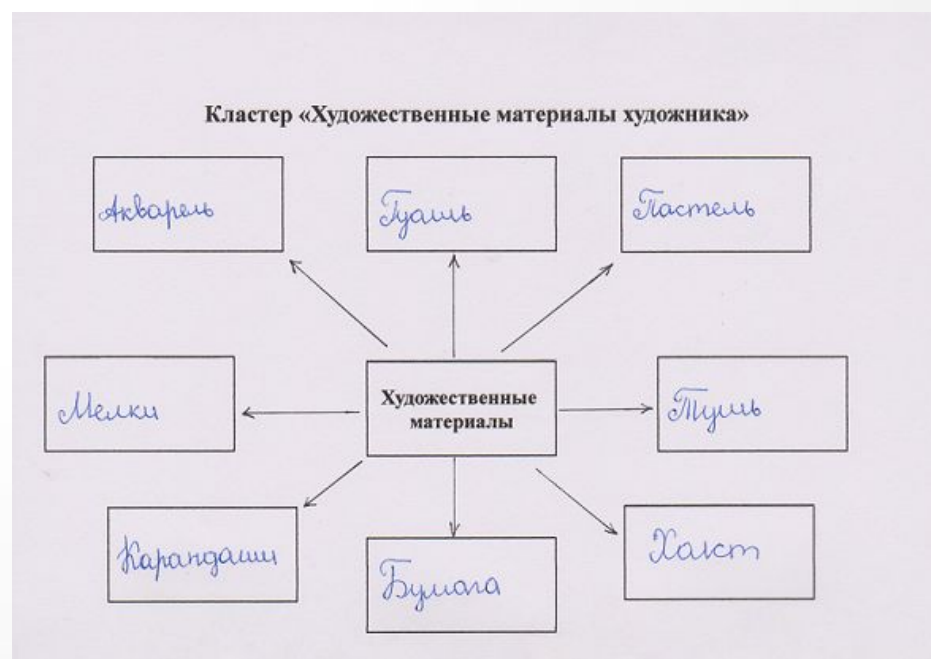 Кластер «Художественные материалы художника»
Акварель
Гуашь
Пастель
Мелки
Художественные
материалы
Тушь
Карандаши
Бумага
Холст